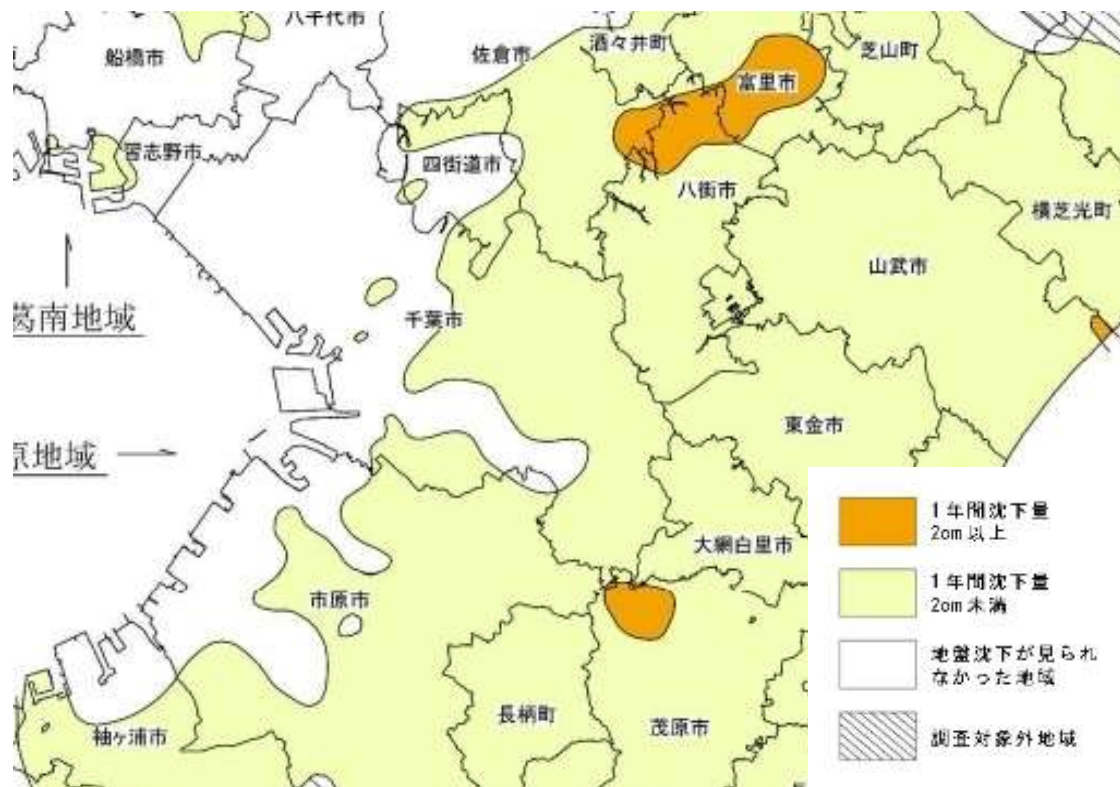 八千代市
船橋市
佐倉市
酒々井町
芝山町
富里市
習志野市
四街道市
八街市
横芝光町
山武市
葛南地域
千葉市
東金市
原地域
大網白里市
市原市
長柄町
茂原市
袖ヶ浦市
1年間沈下量
2cm以上
1年間沈下量
2cm未満
地盤沈下が見られ
なかった地域
調査対象外地域